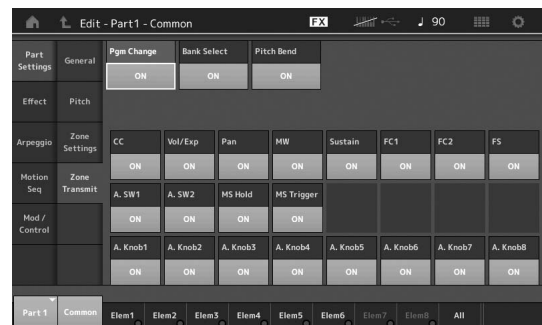 Edit - Part1 - Common FX 90
Part Settings General Pgm Change Bank Select Pitch Bend
ON ON ON
Effect Pitch
Arpeggio Zone Settings CC Vol/Exp Pan MW Sustain FC1 FC2 FS
ON ON ON ON ON ON ON ON
Motion Seq Zone Transmit A. SW1 A. SW2 MS Hold MS Trigger
ON ON ON ON
Mod / Control
A. Knob1 A. Knob2 A. Knob3 A. Knob4 A. Knob5 A. Knob6 A. Knob7 A. Knob8
ON ON ON ON ON ON ON ON
Part 1 Common Elem1 Elem2 Elem3 Elem4 Elem5 Elem6 Elem7 Elem8 All